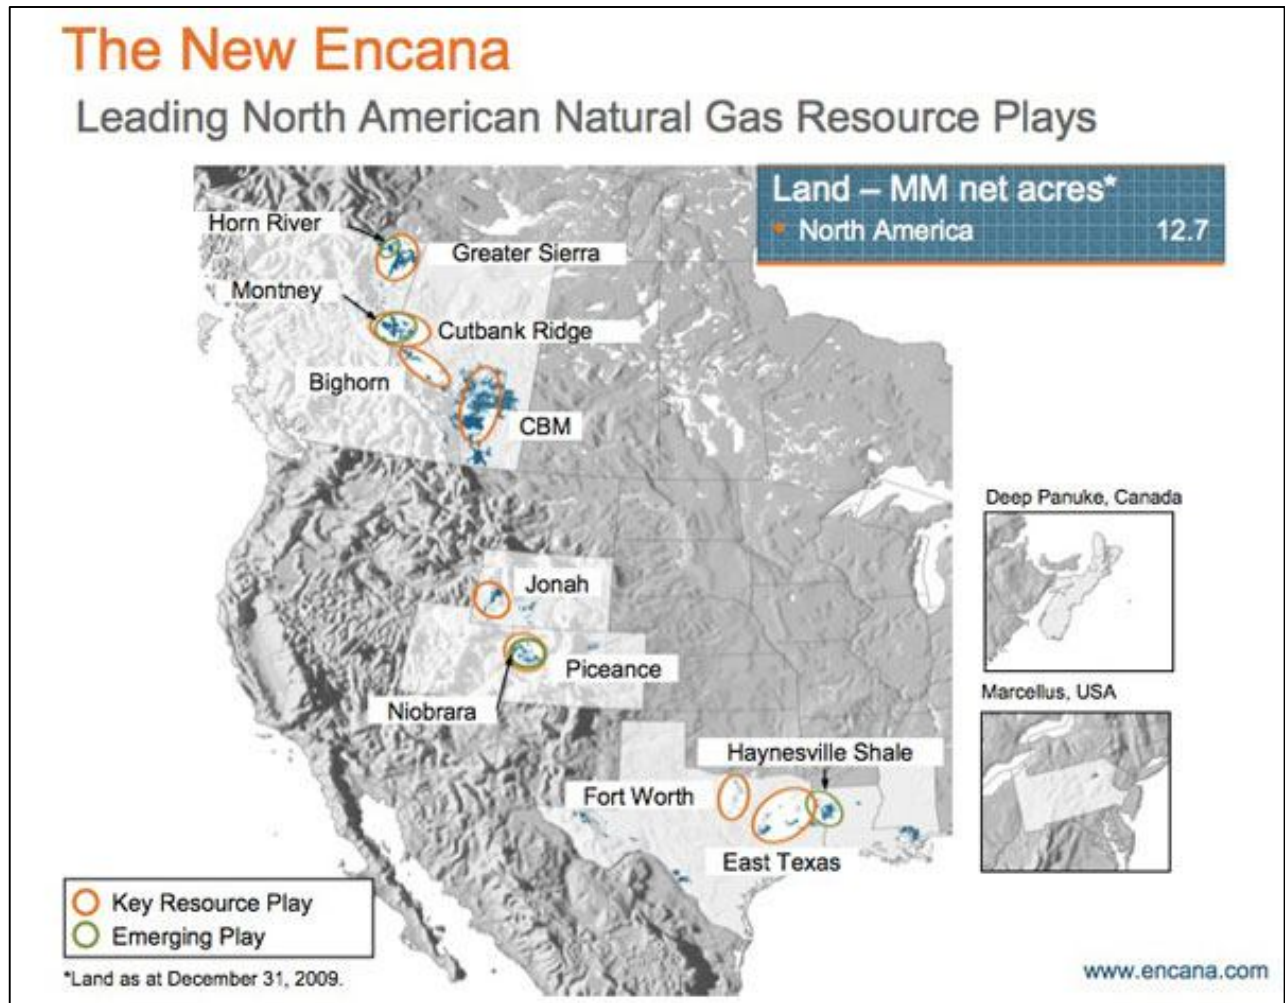 The New Encana
Leading North American Natural Gas Resource Plays
Land – MM net acres*
North America 12.7
Horn River
Greater Sierra
Montney
Cutbank Ridge
Bighorn
CBM
Deep Panuke, Canada
Jonah
Piceance
Marcellus, USA
Niobrara
Haynesville Shale
Fort Worth
East Texas
Key Resource Play
Emerging Play
*Land as at December 31, 2009.
www.encana.com